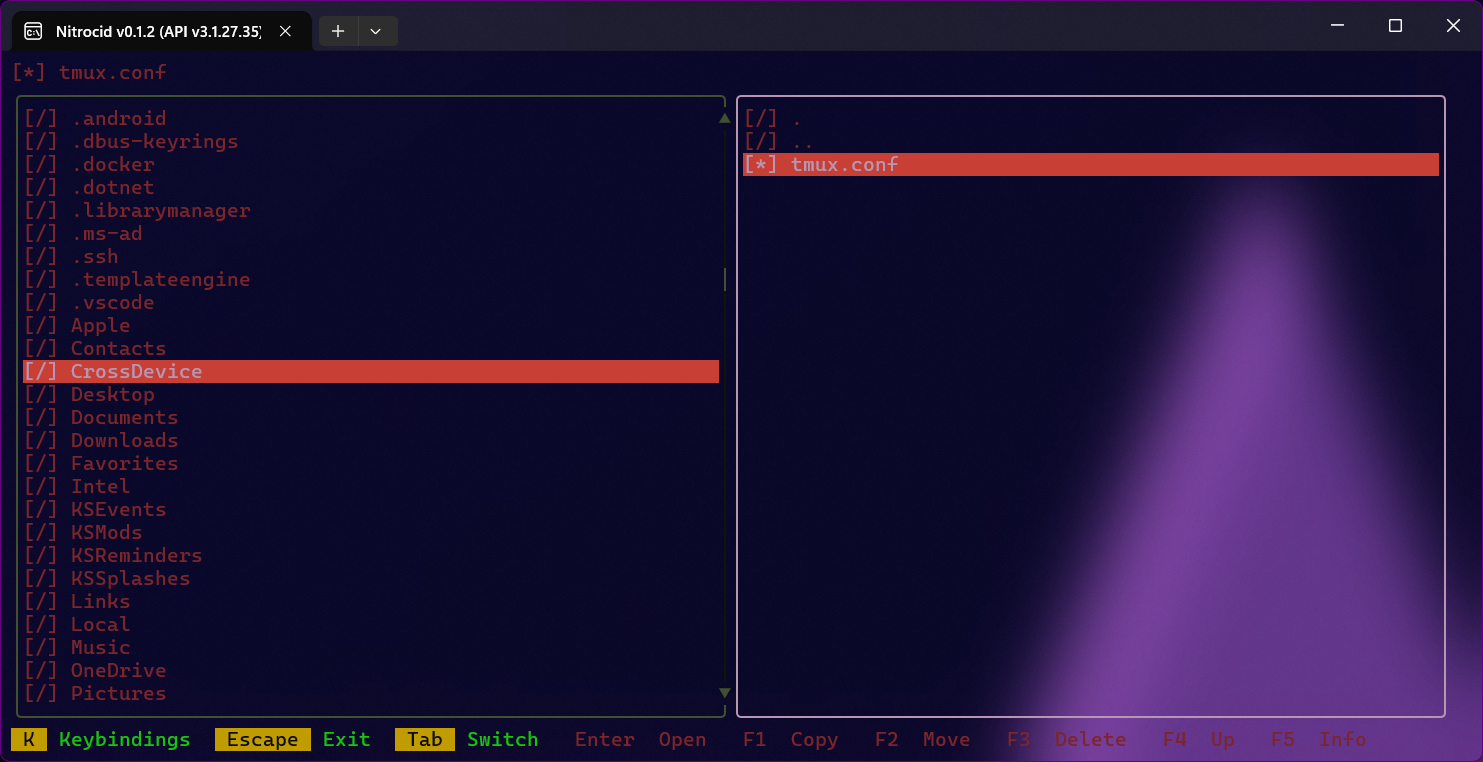 Nitrocid v0.1.2 (API v3.1.27.35)
[*] tmux.conf
[/] .android
[/] .dbus-keyrings
[/] .docker
[/] .dotnet
[/] .librarymanager
[/] .ms-ad
[/] .ssh
[/] .templateengine
[/] .vscode
[/] Apple
[/] Contacts
[/] CrossDevice
[/] Desktop
[/] Documents
[/] Downloads
[/] Favorites
[/] Intel
[/] KSEvents
[/] KSMods
[/] KSReminders
[/] KSSplashes
[/] Links
[/] Local
[/] Music
[/] OneDrive
[/] Pictures
[/] .
[/] ..
[*] tmux.conf
K Keybindings Escape Exit Tab Switch Enter Open F1 Copy F2 Move F3 Delete F4 Up F5 Info